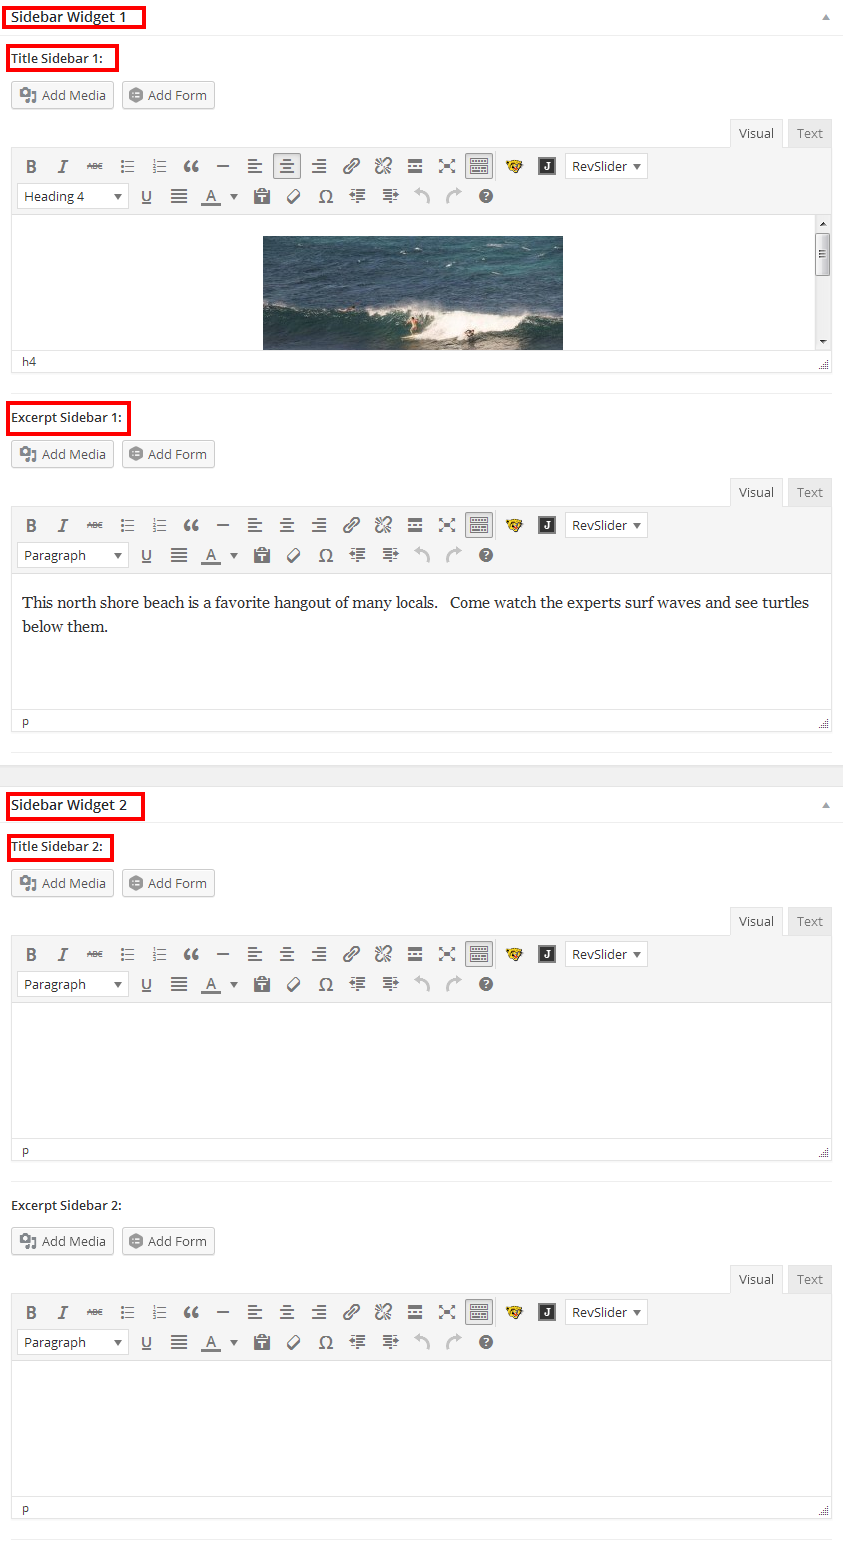 Sidebar Widget 1
Title Sidebar 1:
Add Media Add Form
Visual Text
B I ABC RevSlider
Heading 4 U A T Ω ?
h4
Excerpt Sidebar 1:
Add Media Add Form
Visual Text
B I ABC J RevSlider
Paragraph U A T Ω ?
This north shore beach is a favorite hangout of many locals. Come watch the experts surf waves and see turtles
below them.
p
Sidebar Widget 2
Title Sidebar 2:
Add Media Add Form
Visual Text
B I ABC J RevSlider
Paragraph U A T Ω ?
p
Excerpt Sidebar 2:
Add Media Add Form
Visual Text
B I ABC J RevSlider
Paragraph U A T Ω ?
p